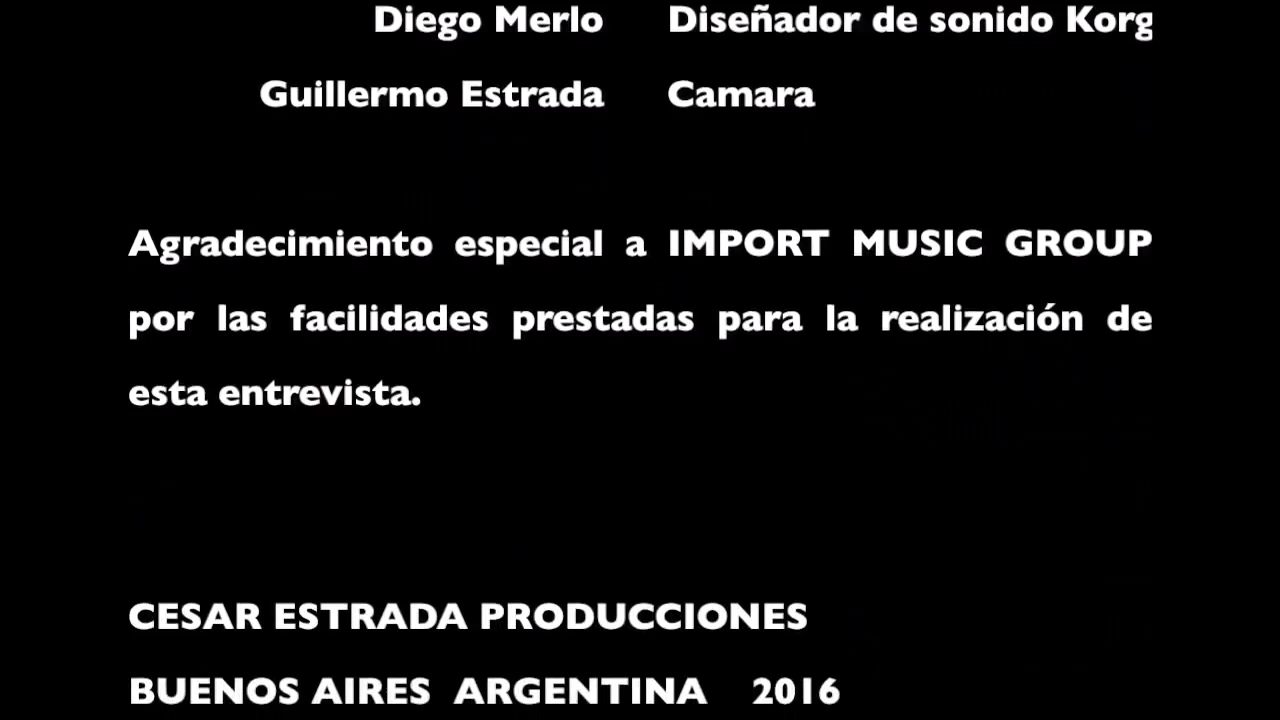 Diego Merlo Diseñador de sonido Korg
Guillermo Estrada Camara
Agradecimiento especial a IMPORT MUSIC GROUP
por las facilidades prestadas para la realización de
esta entrevista.
CESAR ESTRADA PRODUCCIONES
BUENOS AIRES ARGENTINA 2016